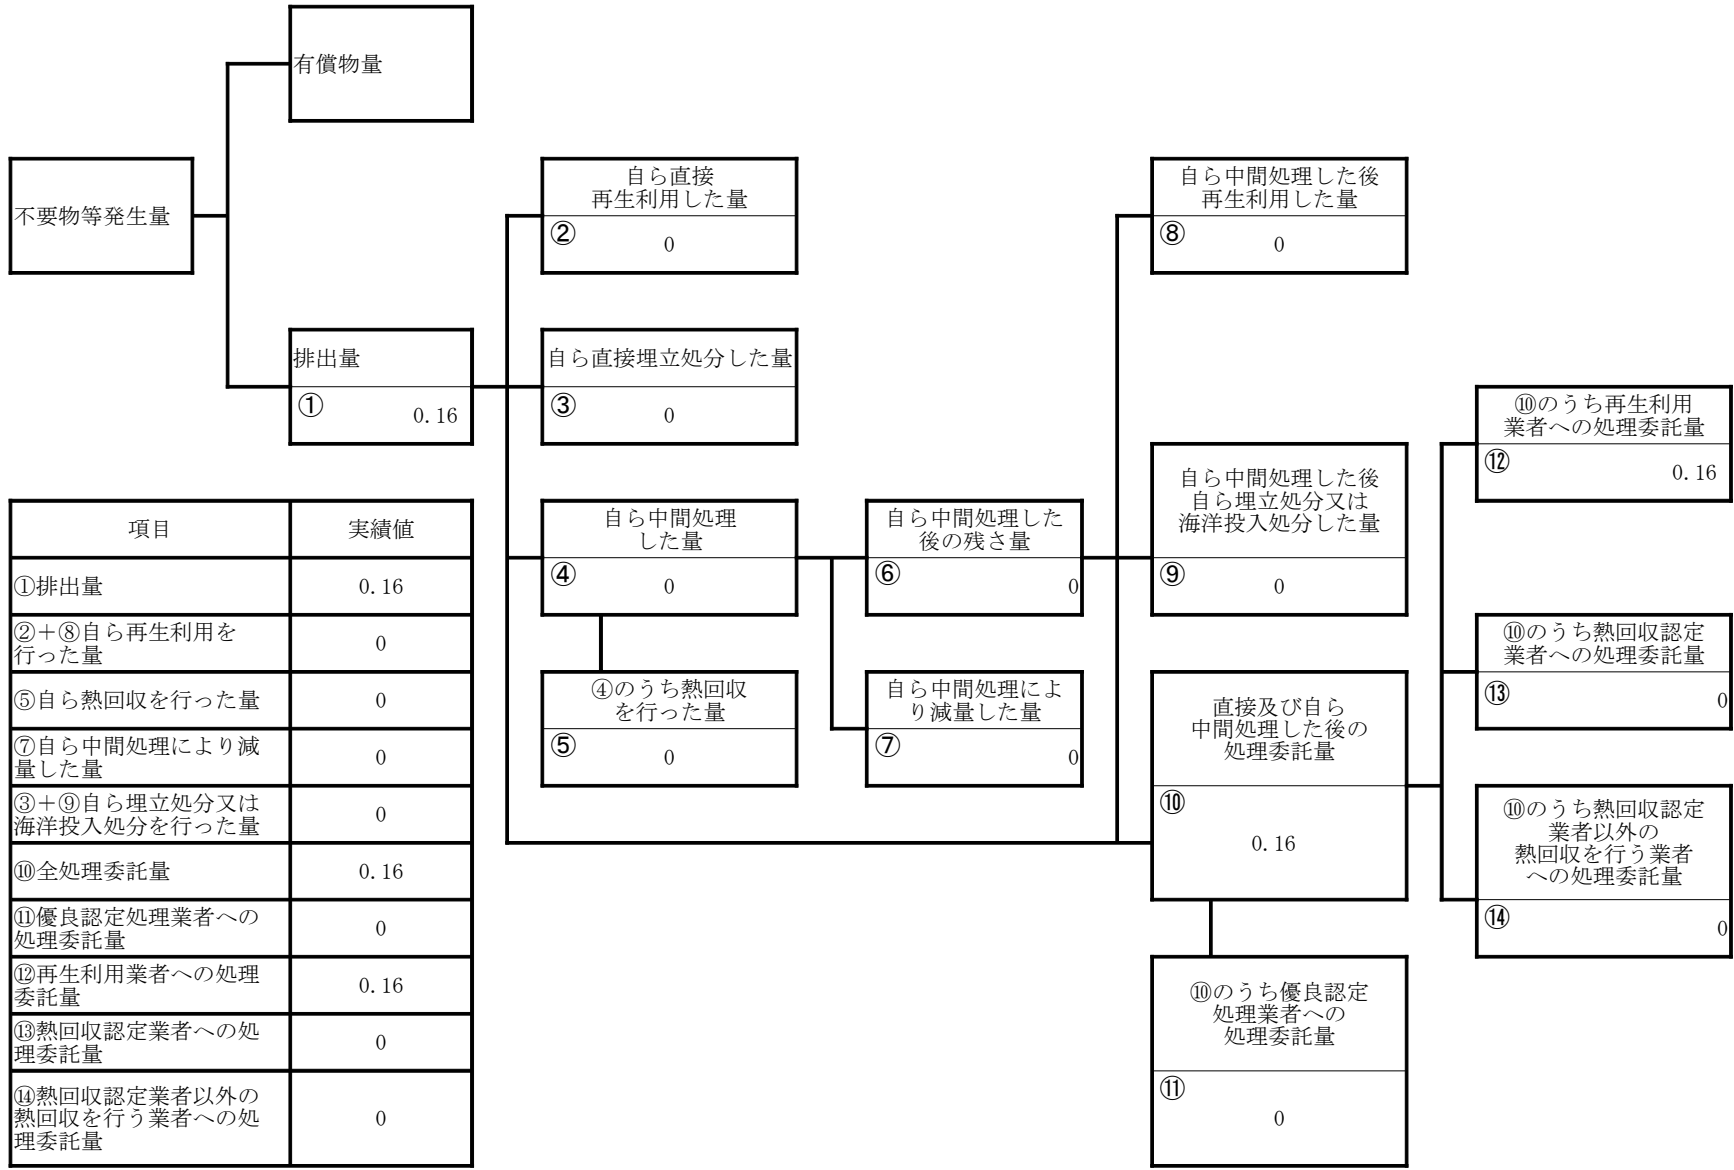 有償物量
不要物等発生量
自ら直接
再生利用した量
②
0
自ら中間処理した後
再生利用した量
⑧
0
排出量
①
0.16
自ら直接埋立処分した量
③
0
⑩のうち再生利用
業者への処理委託量
⑫
0.16
自ら中間処理
した量
④
0
自ら中間処理した
後の残さ量
⑥
0
自ら中間処理した後
自ら埋立処分又は
海洋投入処分した量
⑨
0
⑩のうち熱回収認定
業者への処理委託量
⑬
0
④のうち熱回収
を行った量
⑤
0
自ら中間処理によ
り減量した量
⑦
0
直接及び自ら
中間処理した後の
処理委託量
⑩
0.16
⑩のうち熱回収認定
業者以外の
熱回収を行う業者
への処理委託量
⑭
0
⑩のうち優良認定
処理業者への
処理委託量
⑪
0
項目 実績値
①排出量 0.16
②＋⑧自ら再生利用を
行った量 0
⑤自ら熱回収を行った量 0
⑦自ら中間処理により減
量した量 0
③＋⑨自ら埋立処分又は
海洋投入処分を行った量 0
⑩全処理委託量 0.16
⑪優良認定処理業者への
処理委託量 0
⑫再生利用業者への処理
委託量 0.16
⑬熱回収認定業者への処
理委託量 0
⑭熱回収認定業者以外の
熱回収を行う業者への処
理委託量 0